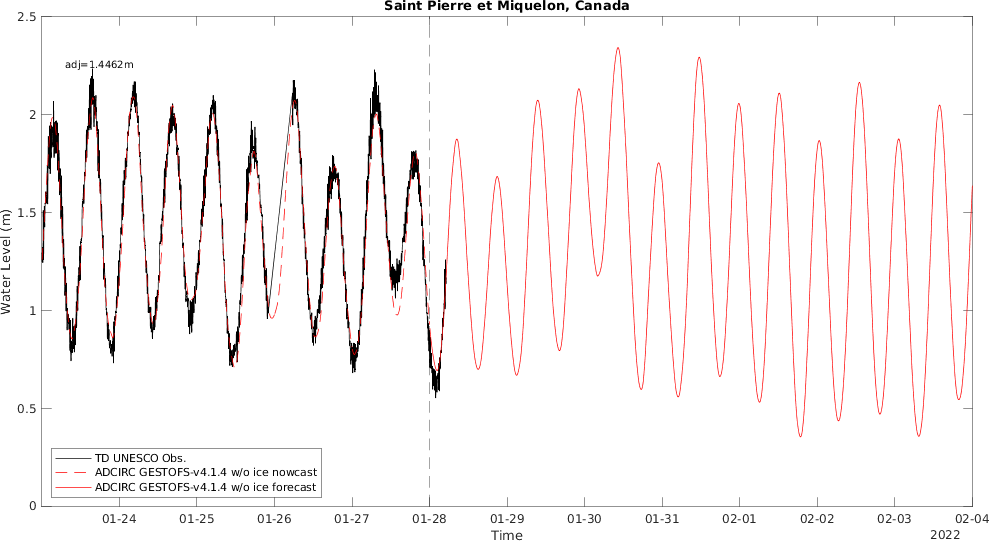 Saint Pierre et Miquelon, Canada
2.5
adj=1.4462m
2
1.5
Water Level (m)
1
0.5
TD UNESCO Obs.
ADCIRC GESTOFS-v4.1.4 w/o ice nowcast
ADCIRC GESTOFS-v4.1.4 w/o ice forecast
0
01-24 01-25 01-26 01-27 01-28 01-29 01-30 01-31 02-01 02-02 02-03 02-04
Time
2022